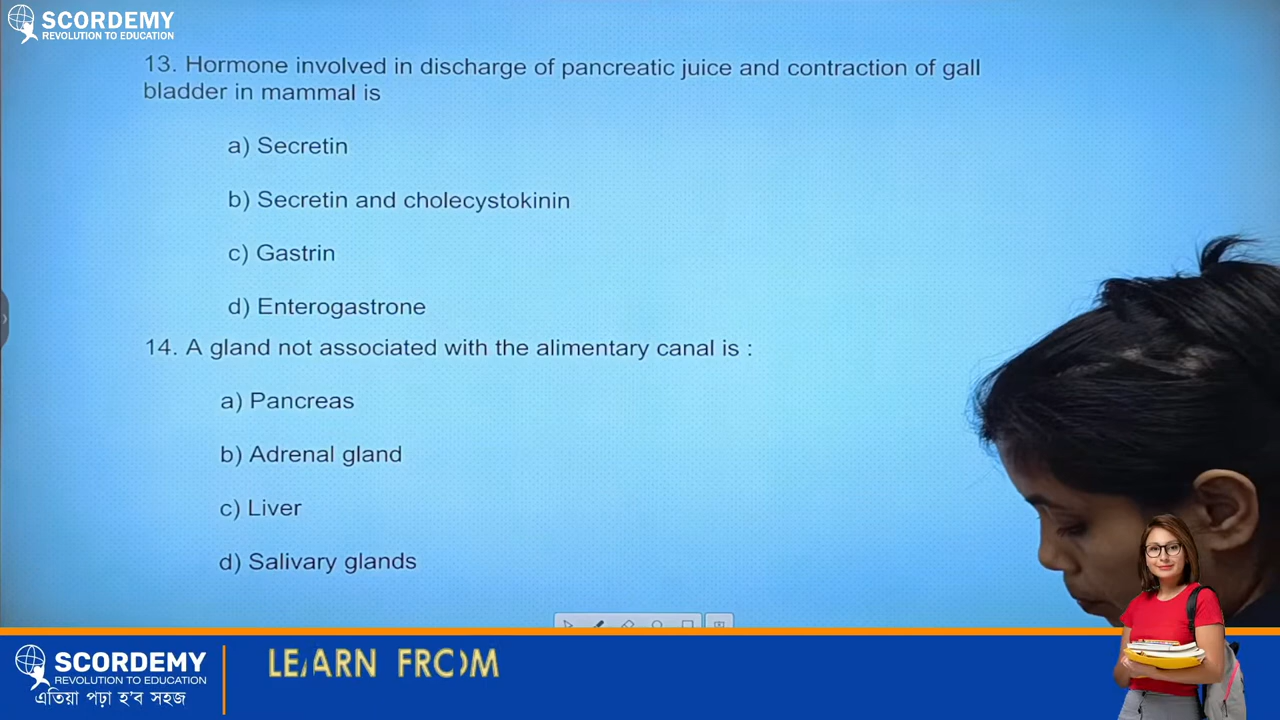 SCORDEMY
REVOLUTION TO EDUCATION
13. Hormone involved in discharge of pancreatic juice and contraction of gall
bladder in mammal is
a) Secretin
b) Secretin and cholecystokinin
c) Gastrin
d) Enterogastrone
14. A gland not associated with the alimentary canal is :
a) Pancreas
b) Adrenal gland
c) Liver
d) Salivary glands
SCORDEMY
REVOLUTION TO EDUCATION
এতিয়া পঢ়া হ'ব সহজ
LEARN FROM